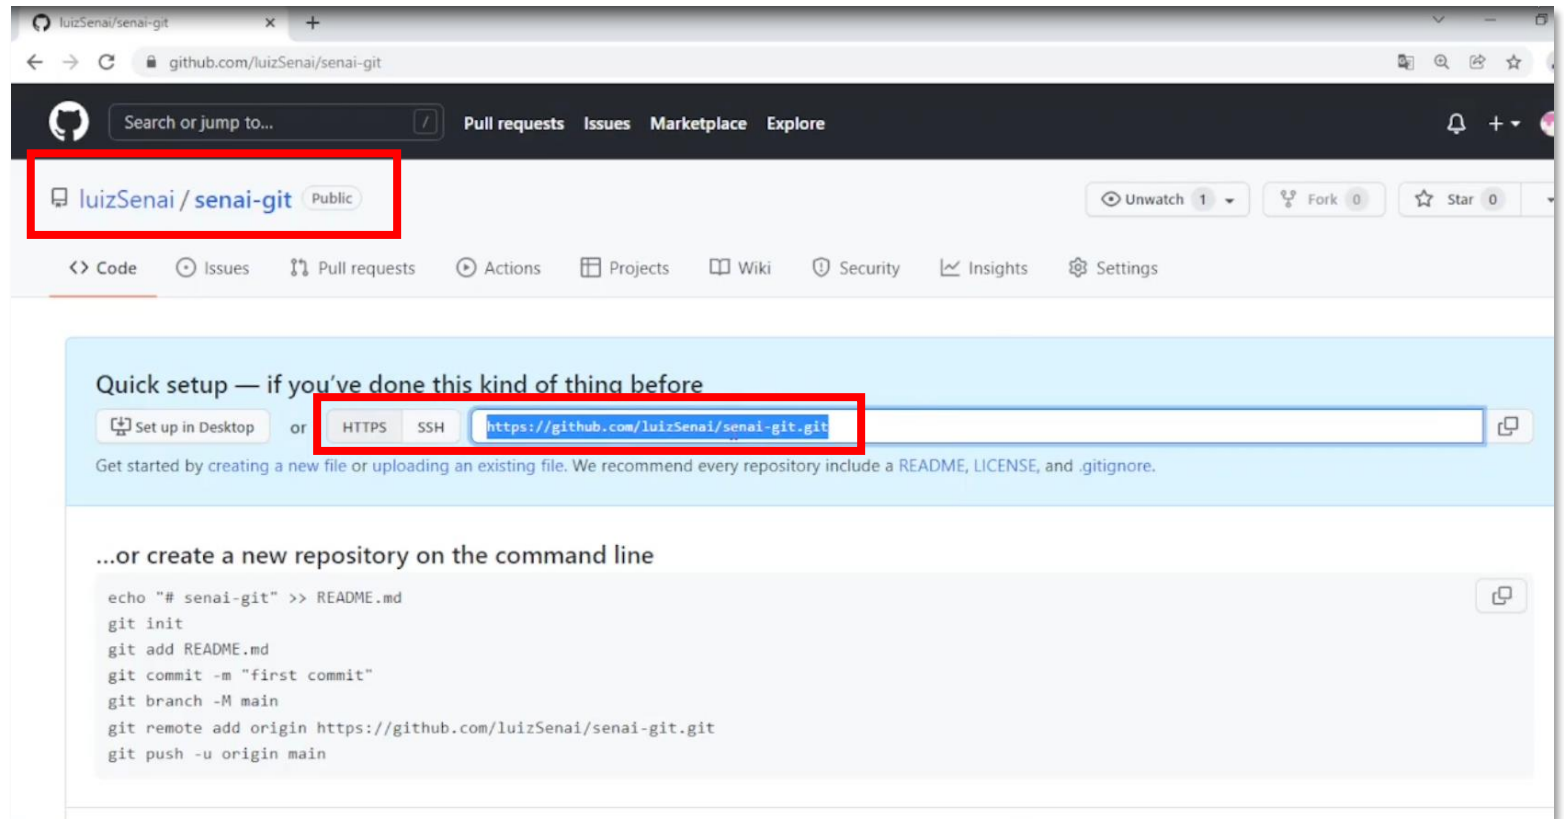 luizSenai/senai-git
github.com/luizSenai/senai-git
Search or jump to... / Pull requests Issues Marketplace Explore
luizSenai / senai-git Public
Unwatch 1 Fork 0 Star 0
Code Issues Pull requests Actions Projects Wiki Security Insights Settings
Quick setup — if you've done this kind of thing before
Set up in Desktop or HTTPS SSH https://github.com/luizSenai/senai-git.git
Get started by creating a new file or uploading an existing file. We recommend every repository include a README, LICENSE, and .gitignore.
...or create a new repository on the command line
echo "# senai-git" >> README.md
git init
git add README.md
git commit -m "first commit"
git branch -M main
git remote add origin https://github.com/luizSenai/senai-git.git
git push -u origin main